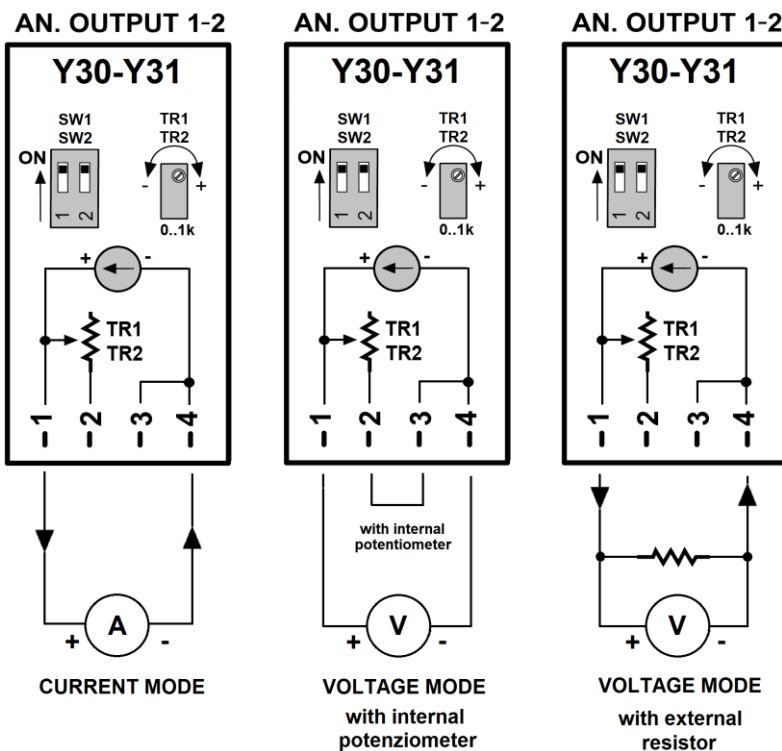 AN. OUTPUT 1-2
Y30-Y31
SW1
SW2
TR1
TR2
ON
- +
1 2
0..1k
+ -
TR1
TR2
1 2 3 4
+ A -
CURRENT MODE
AN. OUTPUT 1-2
Y30-Y31
SW1
SW2
TR1
TR2
ON
- +
1 2
0..1k
+ -
TR1
TR2
1 2 3 4
with internal
potentiometer
+ V -
VOLTAGE MODE
with internal
potenziometer
AN. OUTPUT 1-2
Y30-Y31
SW1
SW2
TR1
TR2
ON
- +
1 2
0..1k
+ -
TR1
TR2
1 2 3 4
+ V -
VOLTAGE MODE
with external
resistor